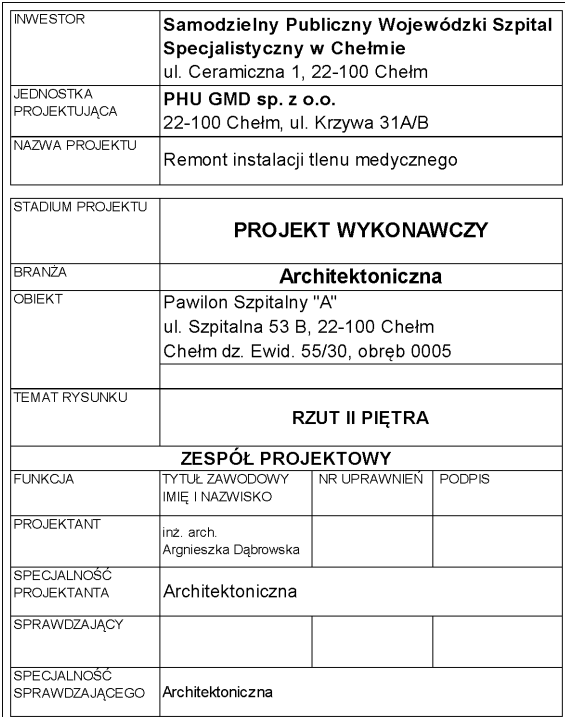 INWESTOR
Samodzielny Publiczny Wojewódzki Szpital
Specjalistyczny w Chełmie
ul. Ceramiczna 1, 22-100 Chełm
JEDNOSTKA
PROJEKTUJĄCA
PHU GMD sp. z o.o.
22-100 Chełm, ul. Krzywa 31A/B
NAZWA PROJEKTU
Remont instalacji tlenu medycznego
STADIUM PROJEKTU
PROJEKT WYKONAWCZY
BRANŻA
Architektoniczna
OBIEKT
Pawilon Szpitalny "A"
ul. Szpitalna 53 B, 22-100 Chełm
Chełm dz. Ewid. 55/30, obręb 0005
TEMAT RYSUNKU
RZUT II PIĘTRA
ZESPÓŁ PROJEKTOWY
FUNKCJA
TYTUŁ ZAWODOWY
IMIĘ I NAZWISKO
NR UPRAWNIEŃ
PODPIS
PROJEKTANT
inż. arch.
Argnieszka Dąbrowska
SPECJALNOŚĆ
PROJEKTANTA
Architektoniczna
SPRAWDZAJĄCY
SPECJALNOŚĆ
SPRAWDZAJĄCEGO
Architektoniczna